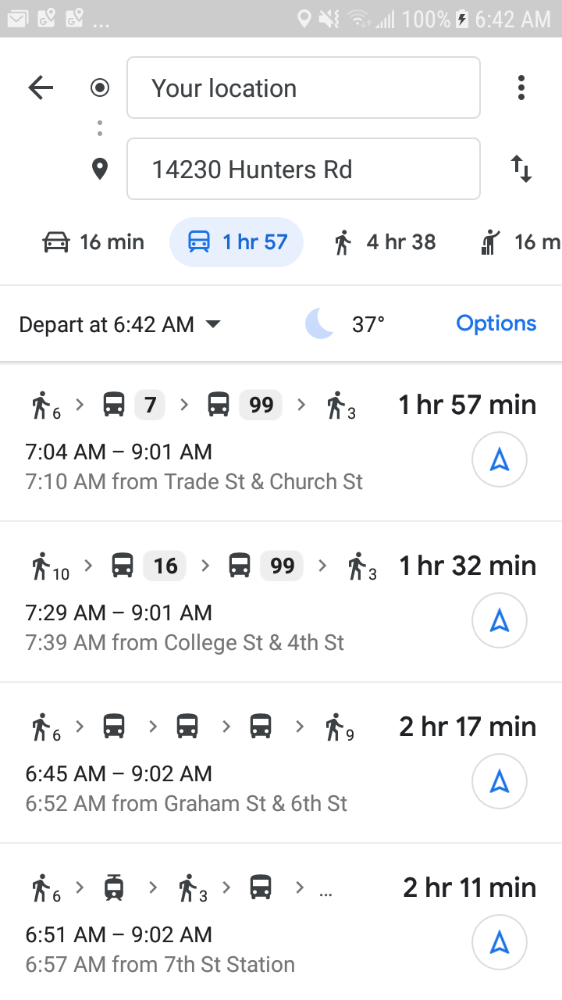 ... 100% 6:42 AM
Your location
14230 Hunters Rd
16 min 1 hr 57 4 hr 38 16 m
Depart at 6:42 AM 37° Options
6 7 99 3 1 hr 57 min
7:04 AM – 9:01 AM
7:10 AM from Trade St & Church St
10 16 99 3 1 hr 32 min
7:29 AM – 9:01 AM
7:39 AM from College St & 4th St
6 9 2 hr 17 min
6:45 AM – 9:02 AM
6:52 AM from Graham St & 6th St
6 3 ... 2 hr 11 min
6:51 AM – 9:02 AM
6:57 AM from 7th St Station